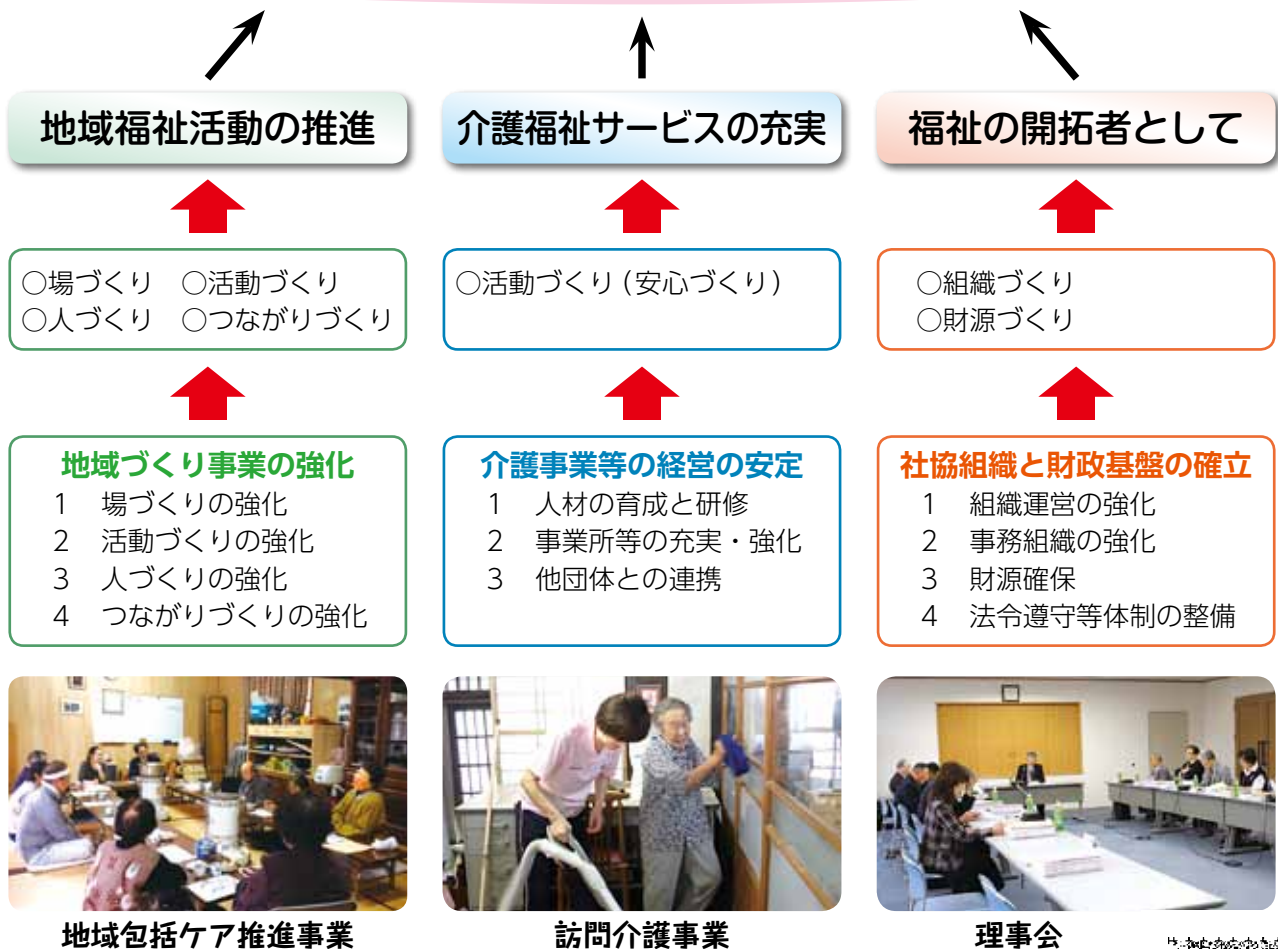 地域福祉活動の推進
○場づくり ○活動づくり
○人づくり ○つながりづくり
地域づくり事業の強化
1 場づくりの強化
2 活動づくりの強化
3 人づくりの強化
4 つながりづくりの強化
地域包括ケア推進事業
介護福祉サービスの充実
○活動づくり(安心づくり)
介護事業等の経営の安定
1 人材の育成と研修
2 事業所等の充実・強化
3 他団体との連携
訪問介護事業
福祉の開拓者として
○組織づくり
○財源づくり
社協組織と財政基盤の確立
1 組織運営の強化
2 事務組織の強化
3 財源確保
4 法令遵守等体制の整備
理事会